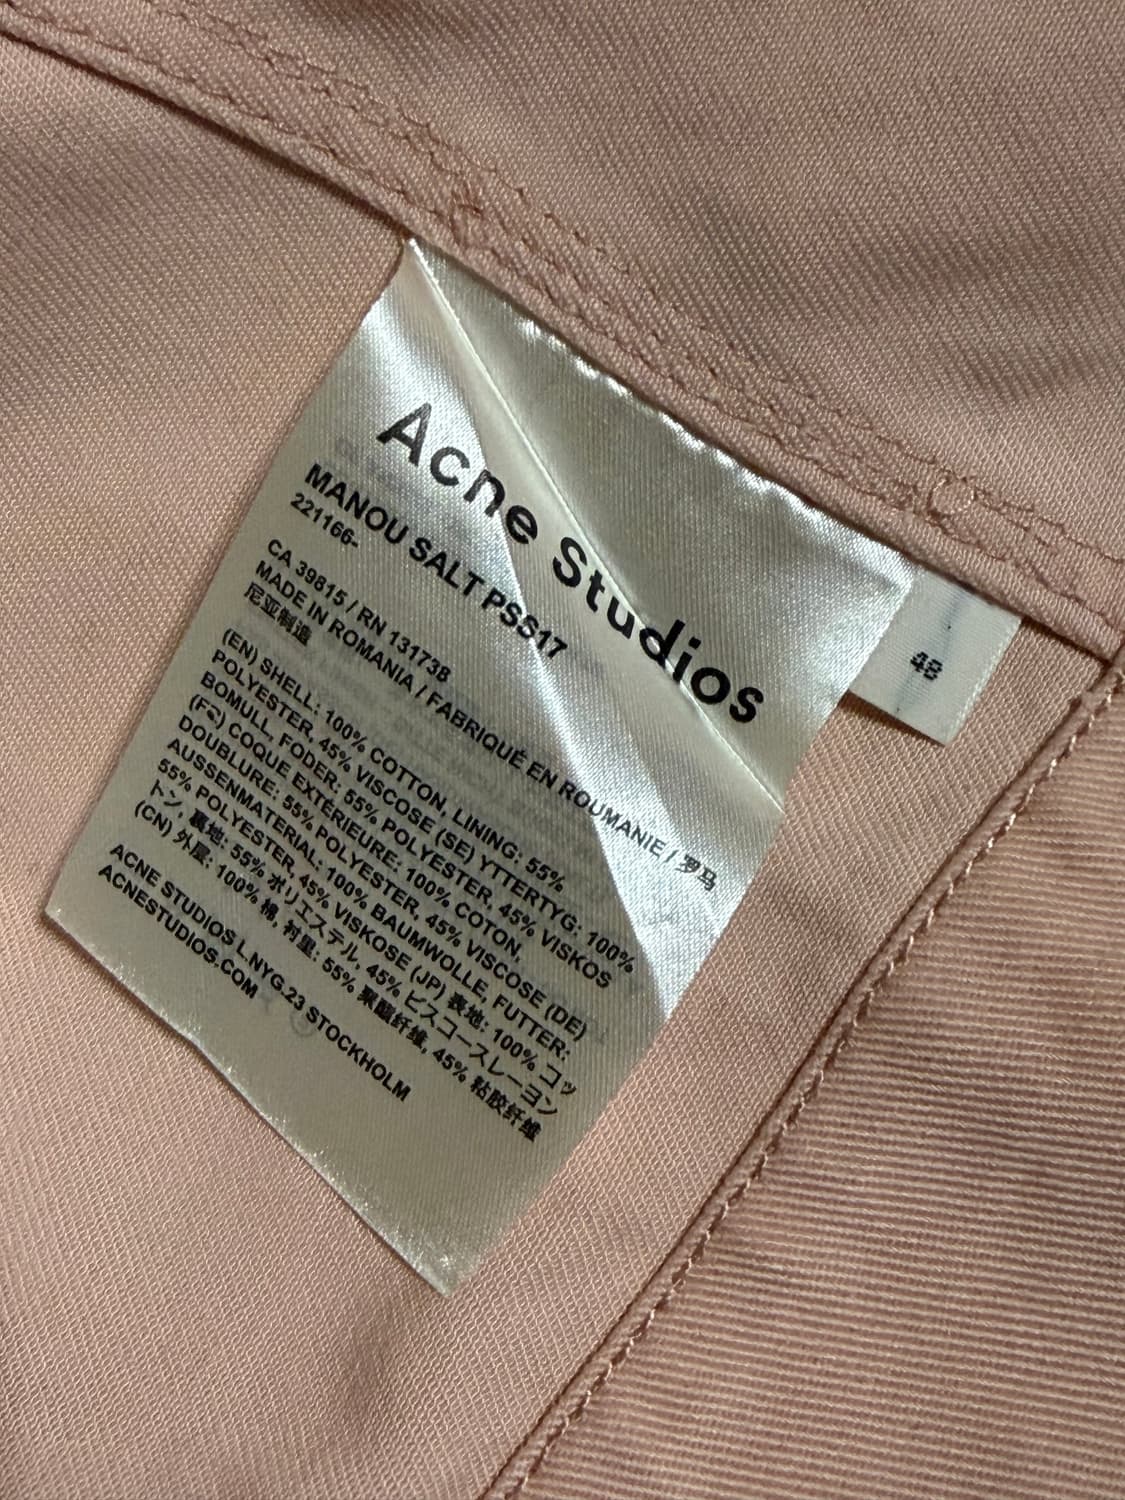 Acne Studios
MANOU SALT PSS17
221166-
CA 39815 / RN 131738
MADE IN ROMANIA / FABRIQUÉ EN ROUMANIE / 罗马
尼亚制造
(EN) SHELL: 100% COTTON, LINING: 55%
POLYESTER, 45% VISCOSE (SE) YTTERTYG: 100%
BOMULL, FODER: 55% POLYESTER, 45% VISKOS
(FR) COQUE EXTÉRIEURE: 100% COTON,
DOUBLURE: 55% POLYESTER, 45% VISCOSE (DE)
AUSSENMATERIAL: 100% BAUMWOLLE, FUTTER:
55% POLYESTER, 45% VISKOSE (JP) 表地: 100% コッ
トン, 裏地: 55% ポリエステル, 45% ビスコースレーヨン
(CN) 外层: 100% 棉, 衬里: 55% 聚酯纤维, 45% 粘胶纤维
ACNE STUDIOS L.NYG.23 STOCKHOLM
ACNESTUDIOS.COM
48